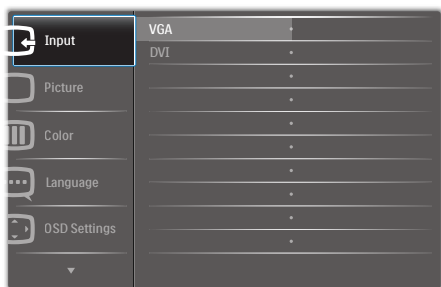 Input
VGA
DVI
Picture
Color
Language
OSD Settings